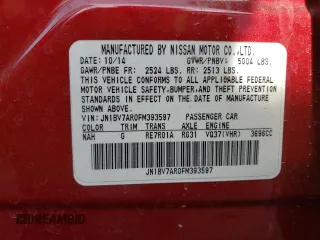 MANUFACTURED BY NISSAN MOTOR CO.,LTD.
DATE: 10/14 GVWR/PNBV: 5004 LBS.
GAWR/PNBE FR: 2524 LBS. RR: 2513 LBS.
THIS VEHICLE CONFORMS TO ALL APPLICABLE FEDERAL
MOTOR VEHICLE SAFETY, BUMPER, AND THEFT
PREVENTION STANDARDS IN EFFECT ON THE DATE OF
MANUFACTURE SHOWN ABOVE.
VIN: JN1BV7AR0FM393597 PASSENGER CAR
COLOR TRIM TRANS AXLE ENGINE
NAH G RE7R01A RG31 VQ37(VHR) 3696CC
JN1BV7AR0FM393597